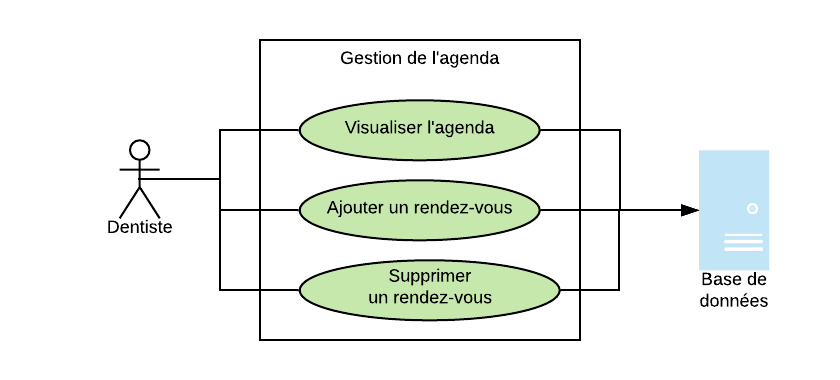 Gestion de l'agenda
Visualiser l'agenda
Ajouter un rendez-vous
Supprimer
un rendez-vous
Dentiste
Base de
données